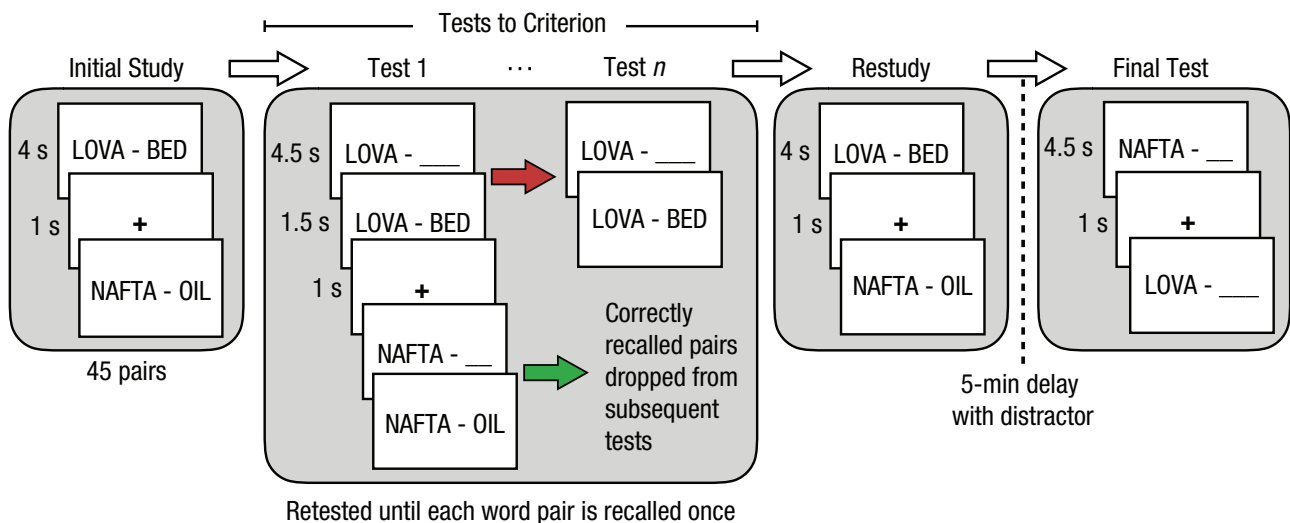 Tests to Criterion
Initial Study
Test 1
...
Test n
Restudy
Final Test
4 s
LOVA - BED
1 s
+
NAFTA - OIL
45 pairs
4.5 s
LOVA - ___
1.5 s
LOVA - BED
1 s
+
NAFTA - __
NAFTA - OIL
LOVA - ___
LOVA - BED
Correctly
recalled pairs
dropped from
subsequent
tests
Retested until each word pair is recalled once
4 s
LOVA - BED
1 s
+
NAFTA - OIL
5-min delay
with distractor
4.5 s
NAFTA - __
1 s
+
LOVA - ___